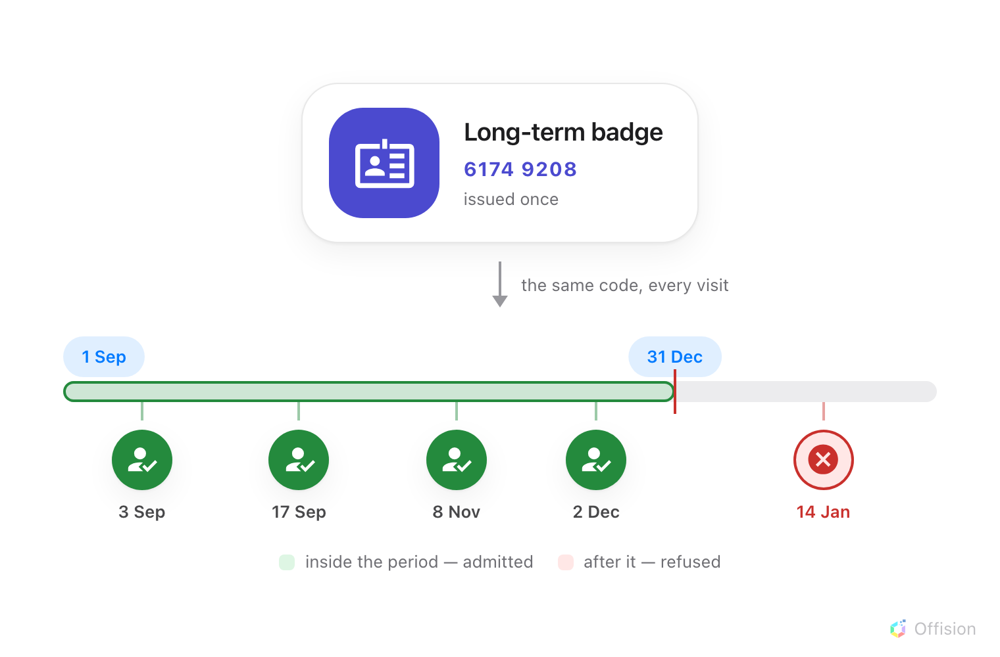 Long-term badge
6174 9208
issued once
the same code, every visit
1 Sep
31 Dec
3 Sep
17 Sep
8 Nov
2 Dec
14 Jan
inside the period — admitted
after it — refused
Offision